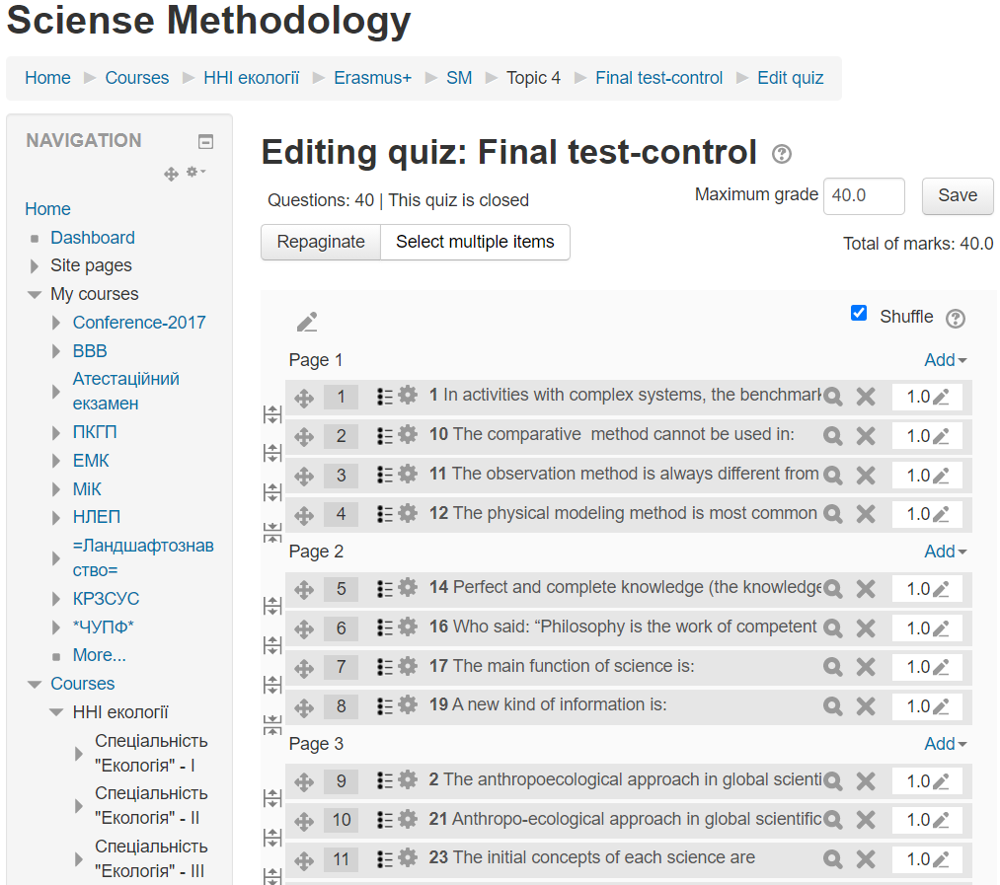 Sciense Methodology
Home Courses ННІ екології Erasmus+ SM Topic 4 Final test-control Edit quiz
NAVIGATION
Home
Dashboard
Site pages
My courses
Conference-2017
ВВВ
Атестаційний
екзамен
ПКГП
ЕМК
МіК
НЛЕП
=Ландшафтознав
ство=
КРЗСУС
*ЧУПФ*
More...
Courses
ННІ екології
Спеціальність
"Екологія" - І
Спеціальність
"Екологія" - ІІ
Спеціальність
"Екологія" - ІІІ
Editing quiz: Final test-control
Questions: 40 | This quiz is closed
Maximum grade 40.0 Save
Repaginate Select multiple items
Total of marks: 40.0
Shuffle
Page 1 Add
1 1 In activities with complex systems, the benchmark 1.0
2 10 The comparative method cannot be used in: 1.0
3 11 The observation method is always different from 1.0
4 12 The physical modeling method is most common 1.0
Page 2 Add
5 14 Perfect and complete knowledge (the knowledge 1.0
6 16 Who said: “Philosophy is the work of competent 1.0
7 17 The main function of science is: 1.0
8 19 A new kind of information is: 1.0
Page 3 Add
9 2 The anthropoecological approach in global scienti 1.0
10 21 Anthropo-ecological approach in global scientific 1.0
11 23 The initial concepts of each science are 1.0